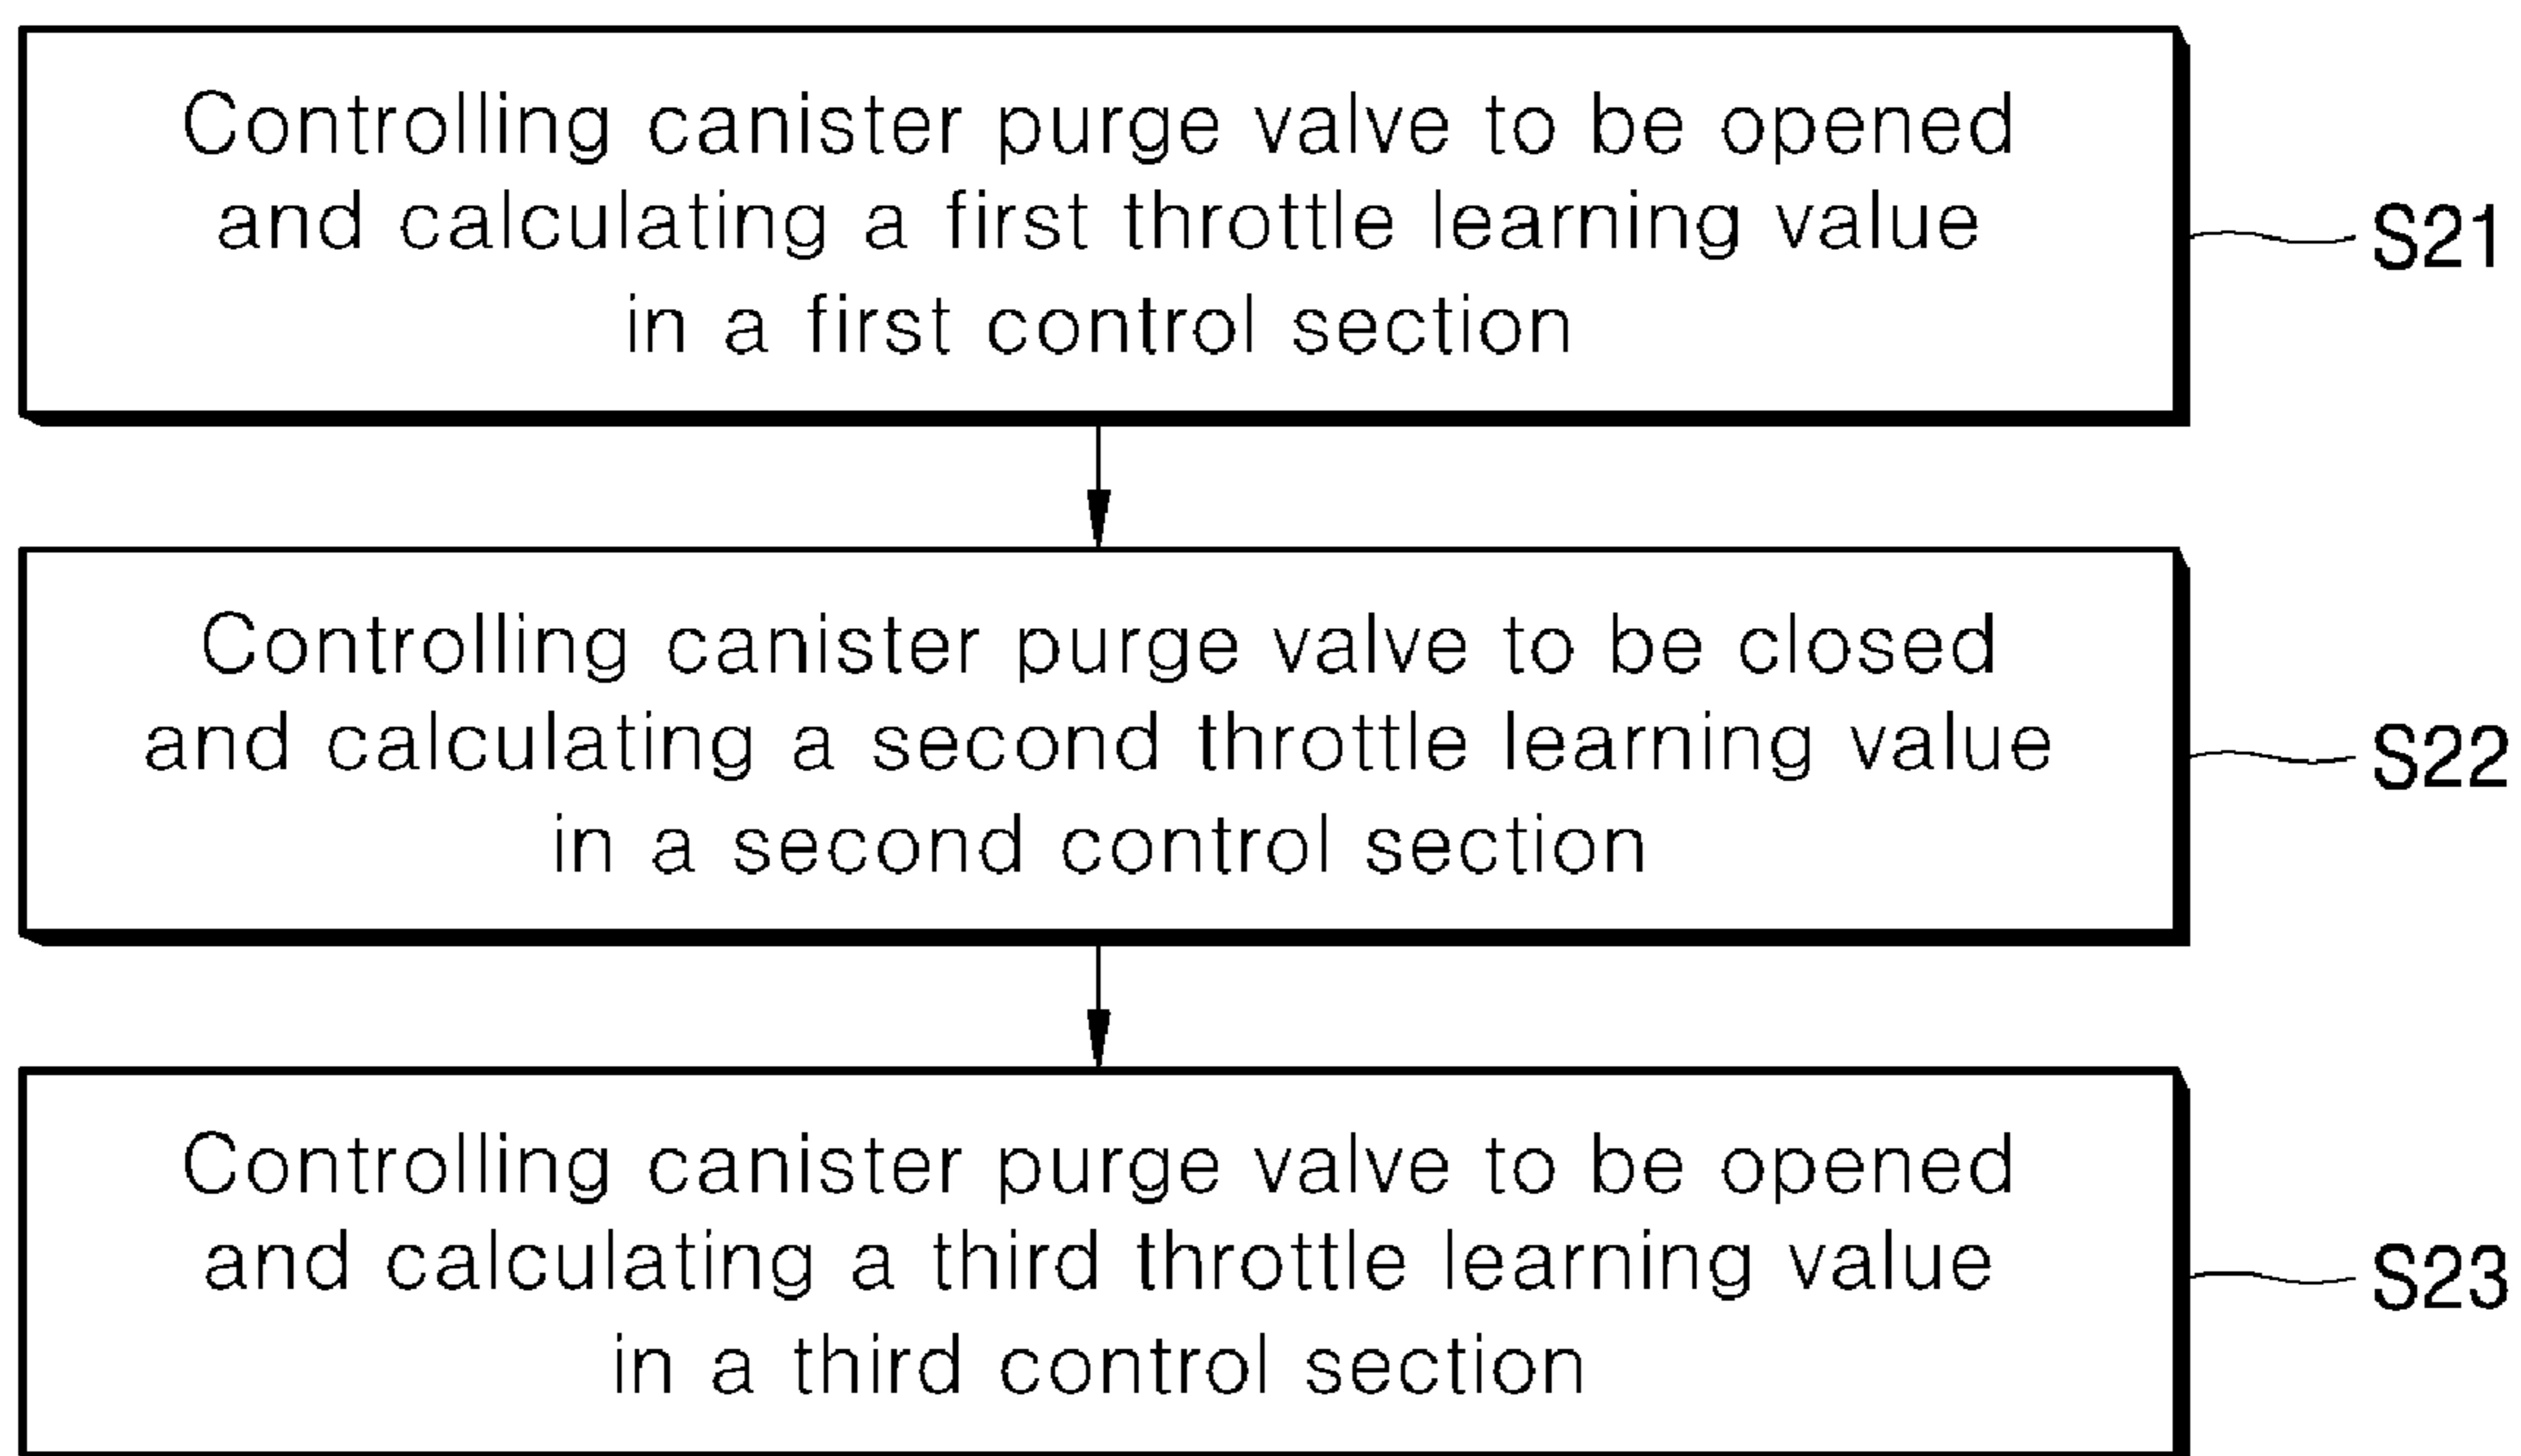 Controlling canister purge valve to be opened
and calculating a first throttle learning value
in a first control section
S21
Controlling canister purge valve to be closed
and calculating a second throttle learning value
in a second control section
S22
Controlling canister purge valve to be opened
and calculating a third throttle learning value
in a third control section
S23